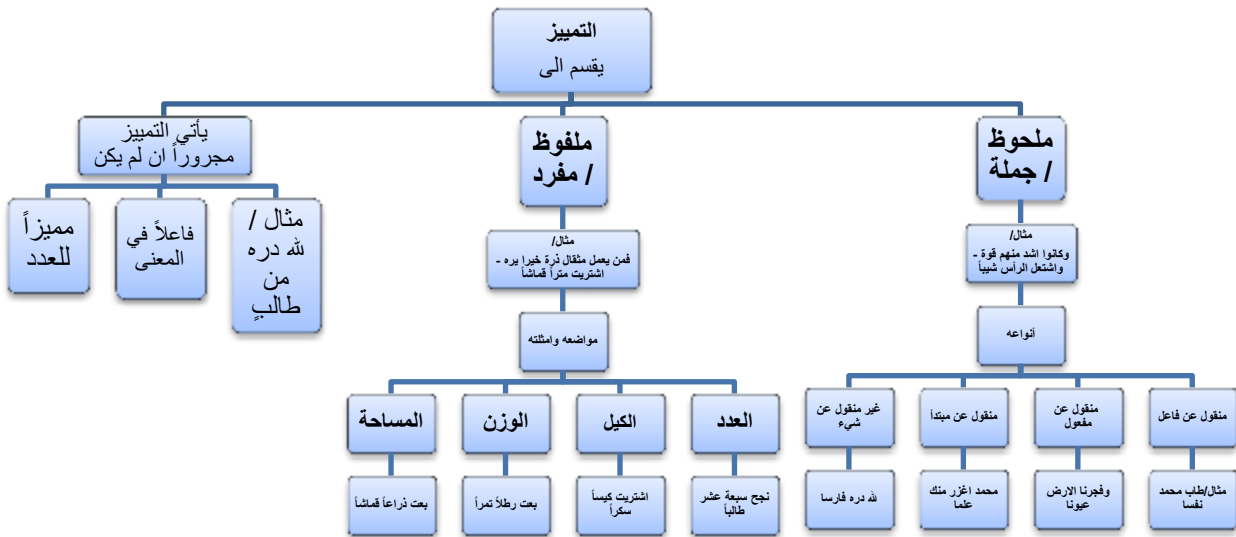 التمييز
يقسم الى
ملحوظ
/ جملة
ملفوظ
/ مفرد
يأتي التمييز
مجروراً ان لم يكن
مثال /
لله دره
من
طالبٍ
فاعلاً في
المعنى
مميزاً
للعدد
مثال/
وكانوا اشد منهم قوة -
واشتعل الرأس شيباً
مثال/
فمن يعمل مثقال ذرة خيرا يره -
اشتريت متراً قماشاً
أنواعه
مواضعه وامثلته
منقول عن فاعل
منقول عن
مفعول
منقول عن مبتدأ
غير منقول عن
شيء
العدد
الكيل
الوزن
المساحة
مثال/طاب محمد
نفسا
وفجرنا الارض
عيونا
محمد اغزر منك
علما
لله دره فارسا
نجح سبعة عشر
طالباً
اشتريت كيساً
سكراً
بعت رطلاً تمراً
بعت ذراعاً قماشاً